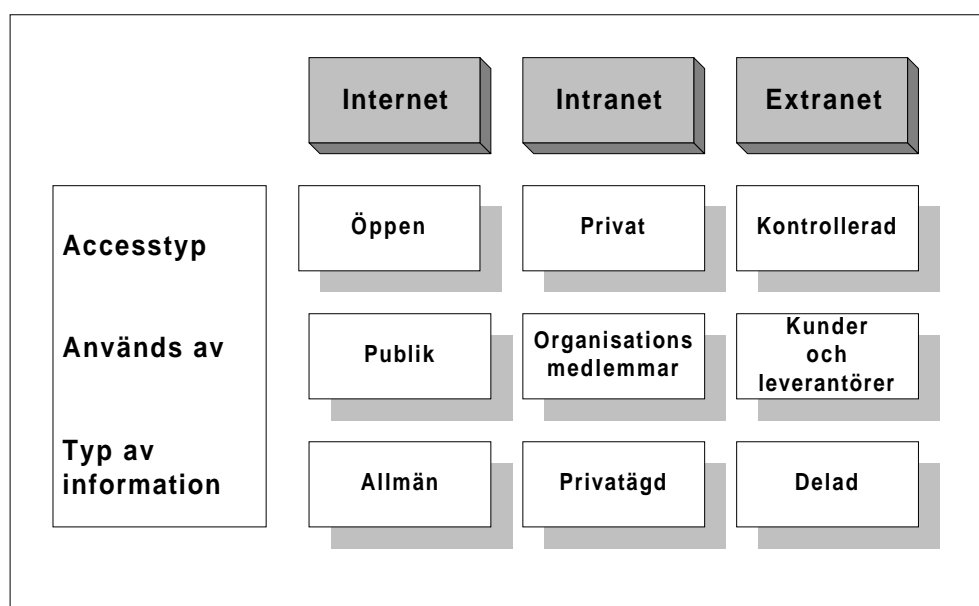 Internet Intranet Extranet
Accesstyp Öppen Privat Kontrollerad
Används av Publik Organisations
medlemmar Kunder
och
leverantörer
Typ av
information Allmän Privatägd Delad